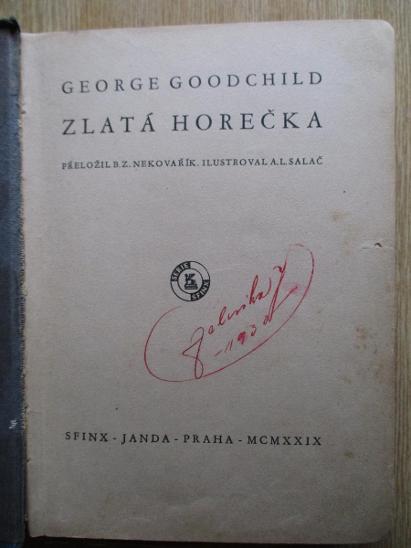 GEORGE GOODCHILD
ZLATÁ HOREČKA
PŘELOŽIL B.Z. NEKOVAŘÍK. ILUSTROVAL A.L. SALAČ
SFINX - JANDA - PRAHA - MCMXXIX